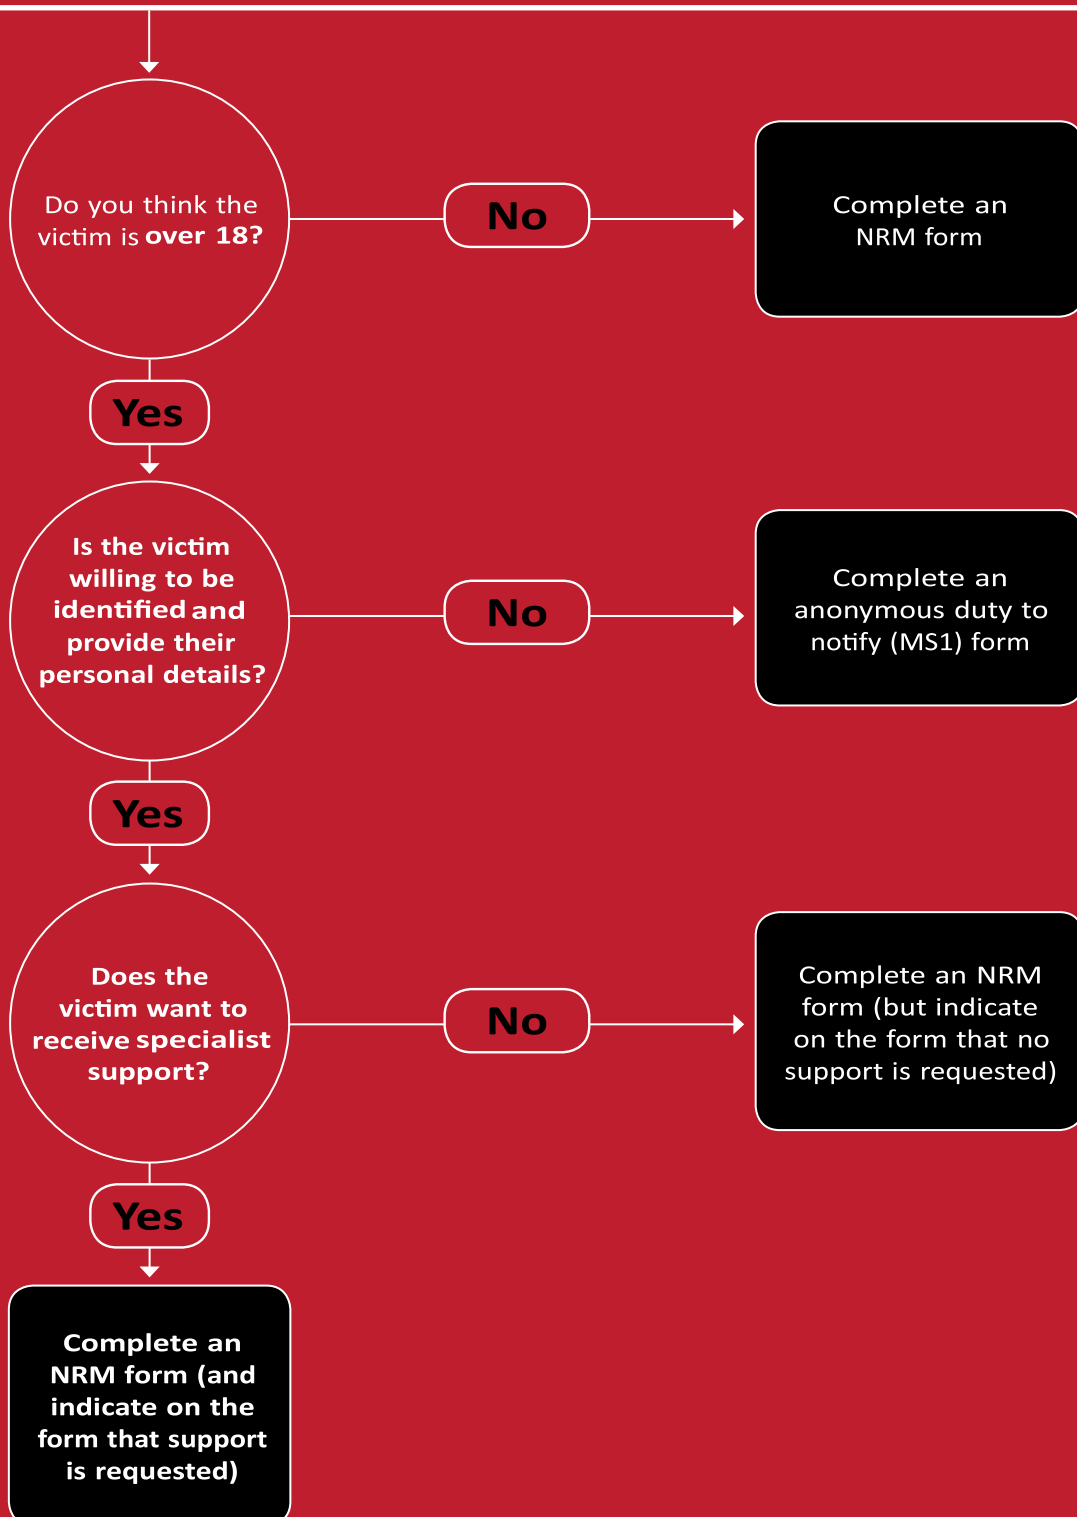 Do you think the
victim is over 18?
No
Complete an
NRM form
Yes
Is the victim
willing to be
identified and
provide their
personal details?
No
Complete an
anonymous duty to
notify (MS1) form
Yes
Does the
victim want to
receive specialist
support?
No
Complete an NRM
form (but indicate
on the form that no
support is requested)
Yes
Complete an
NRM form (and
indicate on the
form that support
is requested)